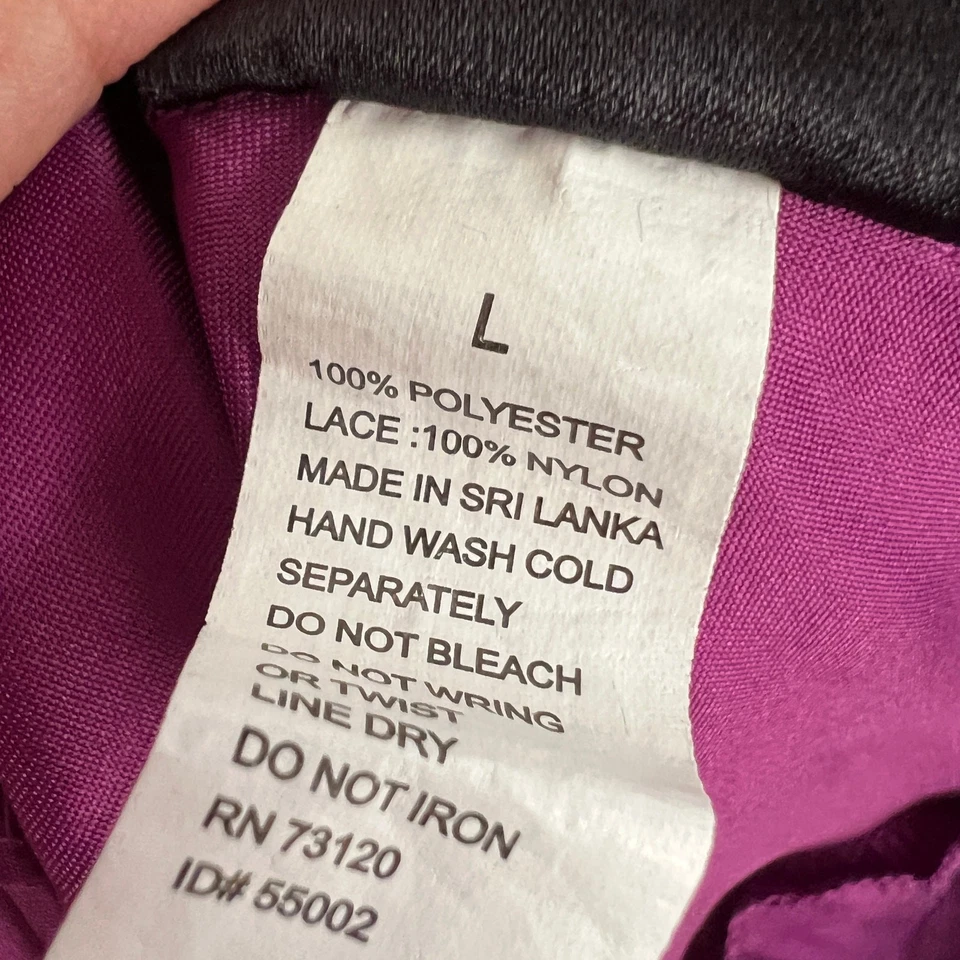 L
100% POLYESTER
LACE :100% NYLON
MADE IN SRI LANKA
HAND WASH COLD
SEPARATELY
DO NOT BLEACH
DO NOT WRING
OR TWIST
LINE DRY
DO NOT IRON
RN 73120
ID# 55002